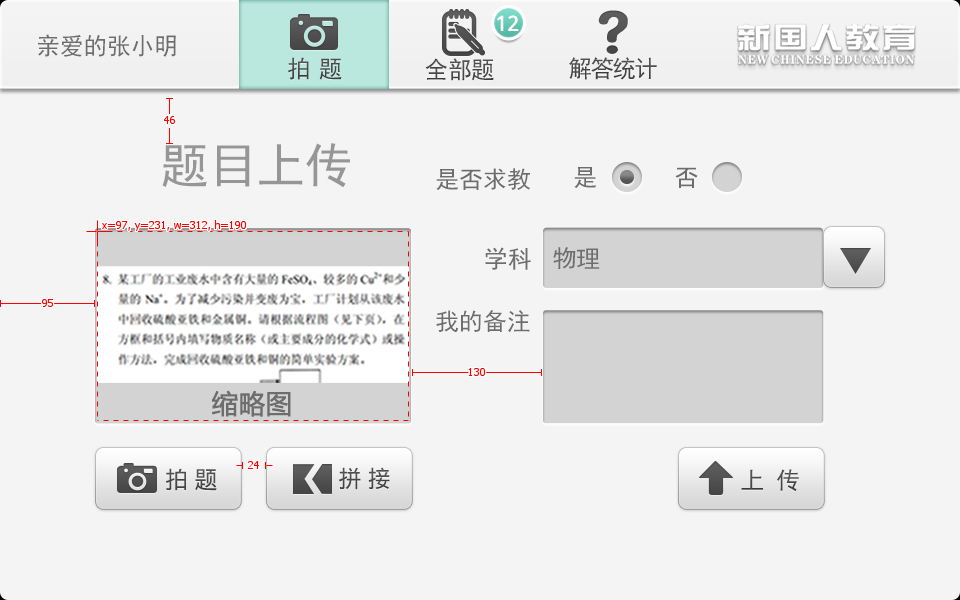 亲爱的张小明
拍 题
全部题
12
解答统计
新国人教育
NEW CHINESE EDUCATION
46
题目上传
是否求教
是
否
x=97, y=231, w=312, h=190
学科
物理
95
8. 某工厂的工业废水中含有大量的 FeSO₄、较多的 Cu²⁺和少
量的 Na⁺。为了减少污染并变废为宝，工厂计划从该废水
中回收硫酸亚铁和金属铜。请根据流程图（见下页），在
方框和括号内填写物质名称（或主要成分的化学式）或操
作方法，完成回收硫酸亚铁和铜的简单实验方案。
缩略图
130
我的备注
拍 题
24
拼 接
上 传